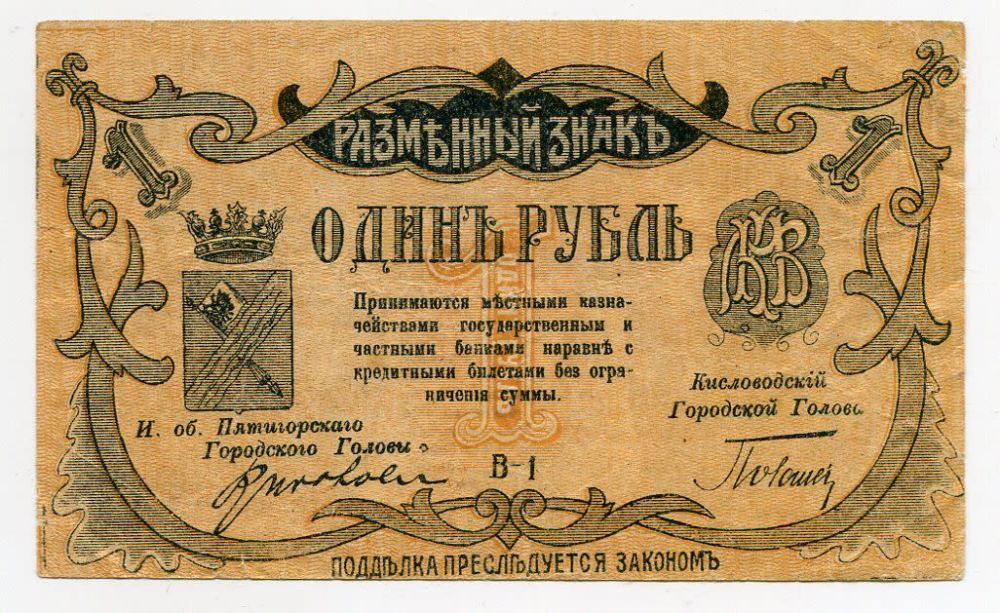 РАЗМѢННЫЙ ЗНАКЪ
1 1
ОДИНЪ РУБЛЬ
Принимаются мѣстными казна-
чействами государственным и
частными банками наравнѣ с
кредитными билетами без огра-
ничения суммы.
КВ
И. об. Пятигорскаго
Городского Головы
Кисловодскій
Городской Голова
В-1
ПОДДѢЛКА ПРЕСЛѢДУЕТСЯ ЗАКОНОМЪ